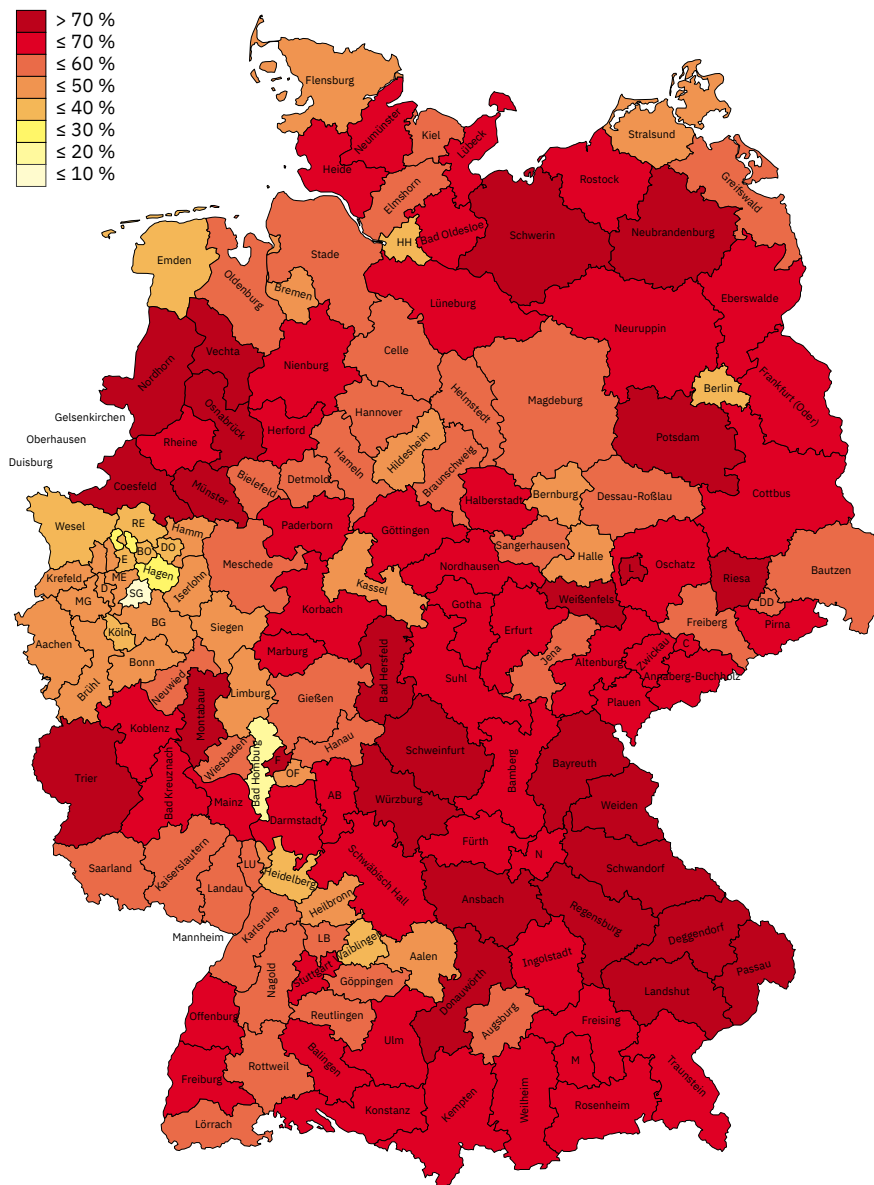 > 70 %
≤ 70 %
≤ 60 %
≤ 50 %
≤ 40 %
≤ 30 %
≤ 20 %
≤ 10 %
Flensburg
Neumünster
Kiel
Lübeck
Heide
Elmshorn
HH
Bad Oldesloe
Stralsund
Rostock
Greifswald
Schwerin
Neubrandenburg
Emden
Oldenburg
Stade
Bremen
Lüneburg
Eberswalde
Neuruppin
Nordhorn
Vechta
Nienburg
Celle
Helmstedt
Magdeburg
Berlin
Frankfurt (Oder)
Gelsenkirchen
Oberhausen
Duisburg
Osnabrück
Rheine
Herford
Hannover
Hildesheim
Hameln
Braunschweig
Potsdam
Coesfeld
Münster
Bielefeld
Detmold
Halberstadt
Bernburg
Dessau-Roßlau
Cottbus
Wesel
RE
Hamm
BO
DO
E
Hagen
Iserlohn
Krefeld
ME
D
SG
MG
Meschede
Paderborn
Göttingen
Sangerhausen
Halle
Nordhausen
Kassel
L
Oschatz
Riesa
Bautzen
DD
Pirna
Freiberg
Aachen
Köln
BG
Siegen
Bonn
Brühl
Korbach
Marburg
Gotha
Erfurt
Weißenfels
Jena
Altenburg
Zwickau
C
Annaberg-Buchholz
Plauen
Suhl
Bad Hersfeld
Neuwied
Montabaur
Limburg
Gießen
Koblenz
Wiesbaden
Bad Homburg
F
OF
Hanau
Schweinfurt
Bamberg
Bayreuth
Trier
Bad Kreuznach
Mainz
Darmstadt
AB
Würzburg
Weiden
Saarland
Kaiserslautern
LU
Landau
Heidelberg
Schwäbisch Hall
Fürth
N
Schwandorf
Mannheim
Karlsruhe
Heilbronn
Ansbach
Regensburg
Deggendorf
Passau
LB
Waiblingen
Aalen
Stuttgart
Göppingen
Nagold
Donauwörth
Ingolstadt
Landshut
Offenburg
Reutlingen
Ulm
Augsburg
Freising
Freiburg
Rottweil
Balingen
M
Traunstein
Lörrach
Konstanz
Kempten
Weilheim
Rosenheim